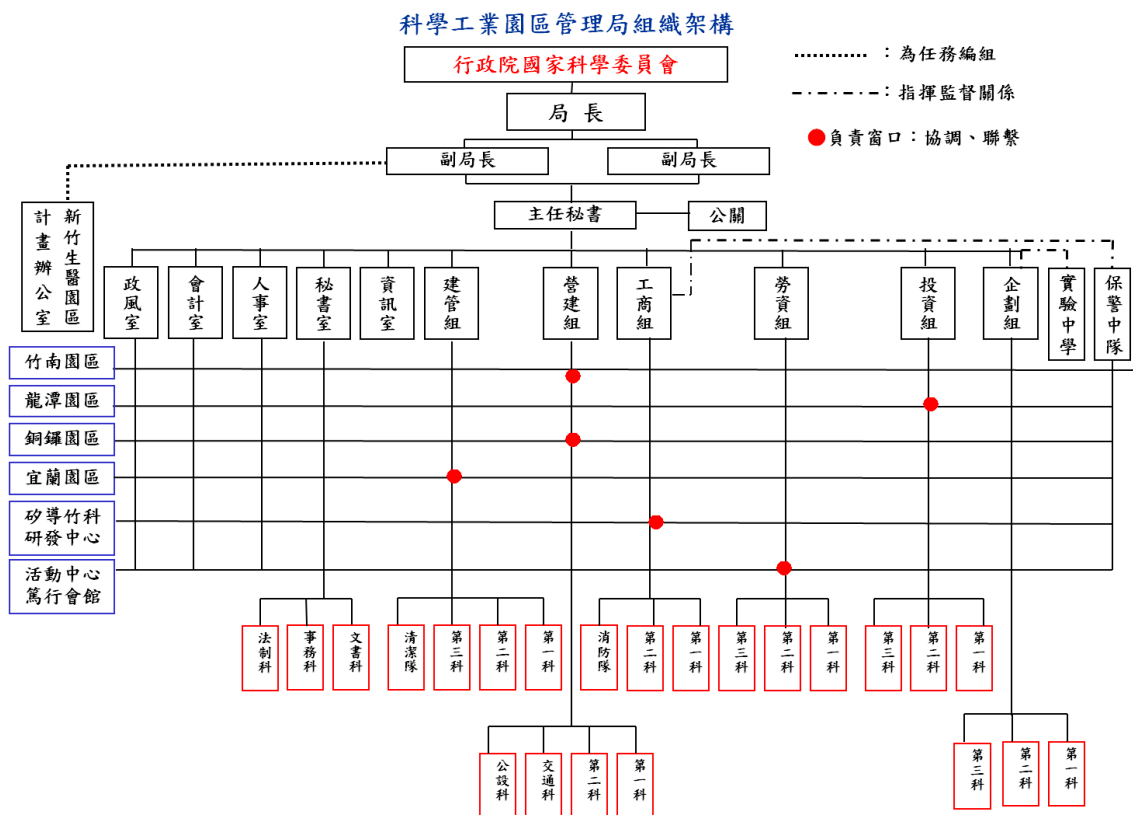 科學工業園區管理局組織架構
行政院國家科學委員會
：為任務編組
：指揮監督關係
負責窗口：協調、聯繫
局長
副局長
副局長
主任秘書
公關
新竹生醫園區
計畫辦公室
政風室
會計室
人事室
秘書室
資訊室
建管組
營建組
工商組
勞資組
投資組
企劃組
實驗中學
保警中隊
竹南園區
龍潭園區
銅鑼園區
宜蘭園區
矽導竹科
研發中心
活動中心
篤行會館
法制科
事務科
文書科
清潔隊
第三科
第二科
第一科
消防隊
第二科
第一科
第三科
第二科
第一科
第三科
第二科
第一科
公設科
交通科
第二科
第一科
第三科
第二科
第一科